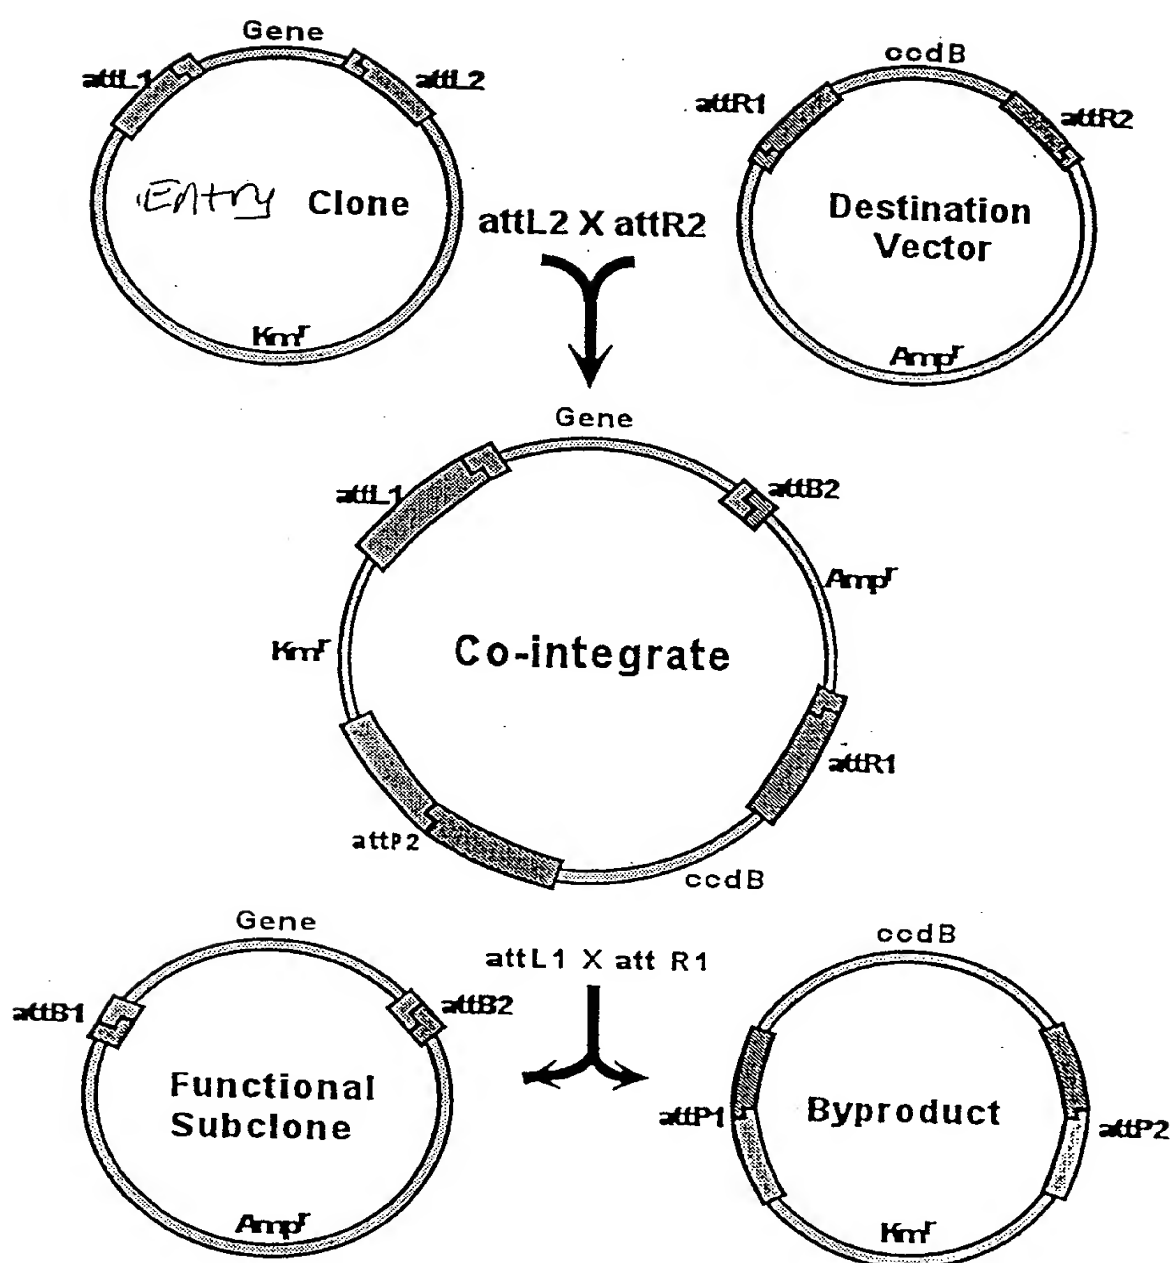 Gene
attL1
attL2
Entry Clone
Kmr
ccdB
attR1
attR2
Destination
Vector
Ampr
attL2 X attR2
Gene
attL1
attB2
Ampr
Kmr
Co-integrate
attR1
attP2
ccdB
attL1 X att R1
Gene
attB1
attB2
Functional
Subclone
Ampr
ccdB
attP1
Byproduct
attP2
Kmr